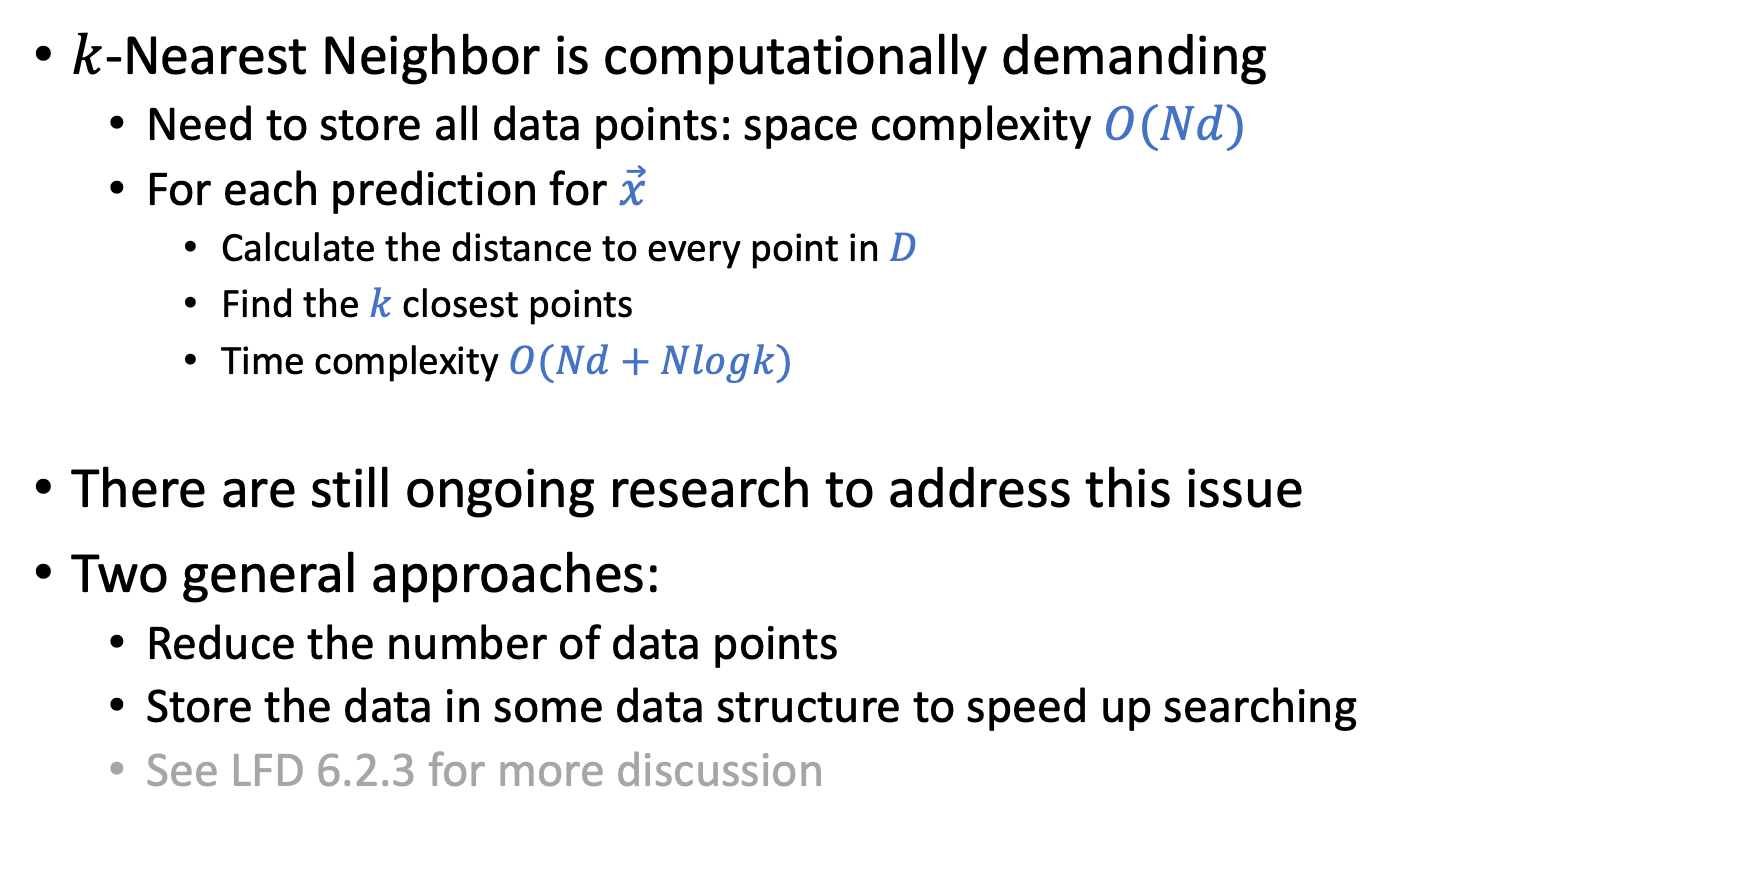 • k-Nearest Neighbor is computationally demanding
• Need to store all data points: space complexity O(Nd)
• For each prediction for x⃗
• Calculate the distance to every point in D
• Find the k closest points
• Time complexity O(Nd + Nlogk)
• There are still ongoing research to address this issue
• Two general approaches:
• Reduce the number of data points
• Store the data in some data structure to speed up searching
• See LFD 6.2.3 for more discussion